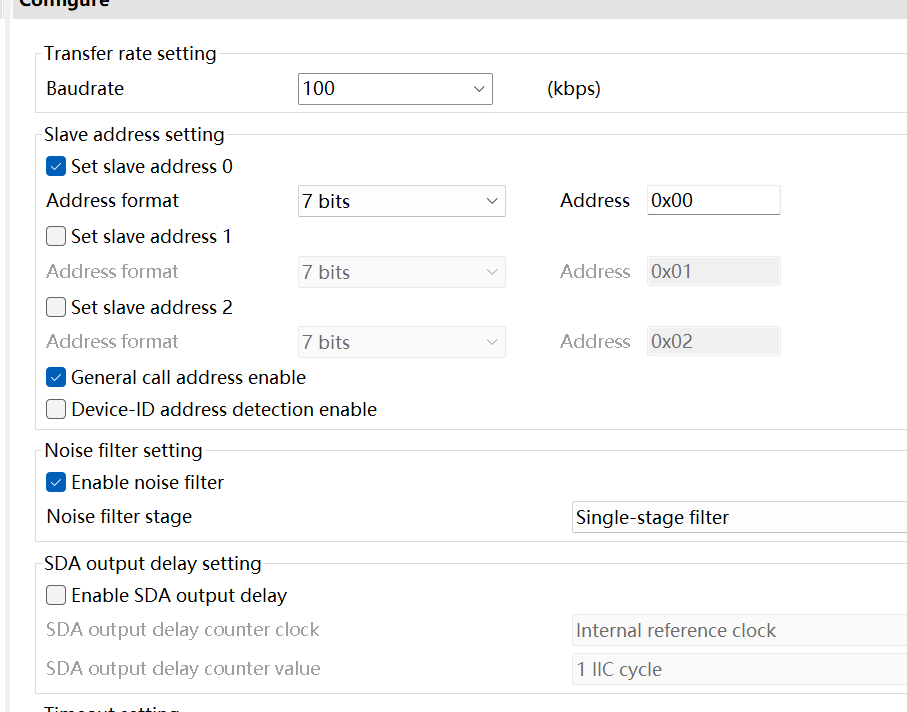 Configure
Transfer rate setting
Baudrate 100 (kbps)
Slave address setting
Set slave address 0
Address format 7 bits Address 0x00
Set slave address 1
Address format 7 bits Address 0x01
Set slave address 2
Address format 7 bits Address 0x02
General call address enable
Device-ID address detection enable
Noise filter setting
Enable noise filter
Noise filter stage Single-stage filter
SDA output delay setting
Enable SDA output delay
SDA output delay counter clock Internal reference clock
SDA output delay counter value 1 IIC cycle
Timeout setting